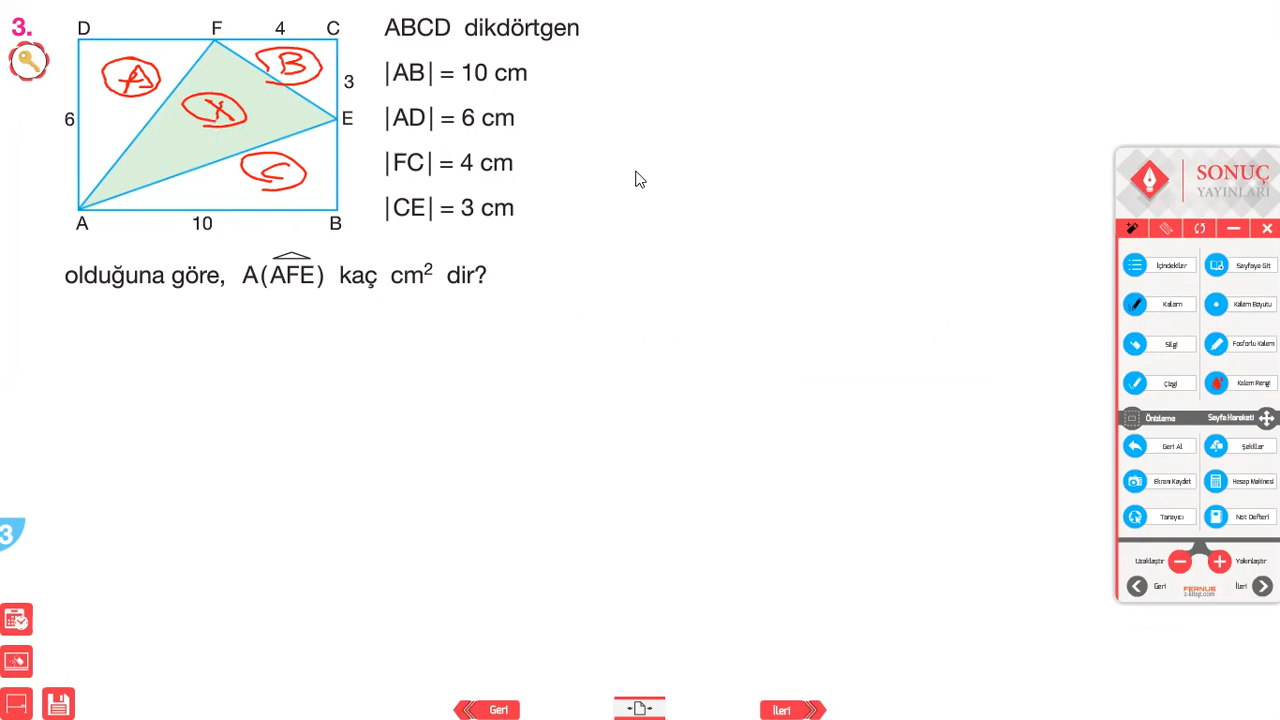 3.
D F 4 C
A B
X
3
6
E
C
A 10 B
ABCD dikdörtgen
|AB| = 10 cm
|AD| = 6 cm
|FC| = 4 cm
|CE| = 3 cm
olduğuna göre, A(AFE) kaç cm² dir?
SONUÇ
YAYINLARI
İçindekiler Sayfaya Git
Kalem Kalem Boyutu
Silgi Fosforlu Kalem
Çizgi Kalem Rengi
Önizleme Sayfa Hareketi
Geri Al Şekiller
Ekranı Kaydet Hesap Makinesi
Tarayıcı Not Defteri
Uzaklaştır Yakınlaştır
Geri FERNUS İleri
z-kitap.com
3
Geri İleri